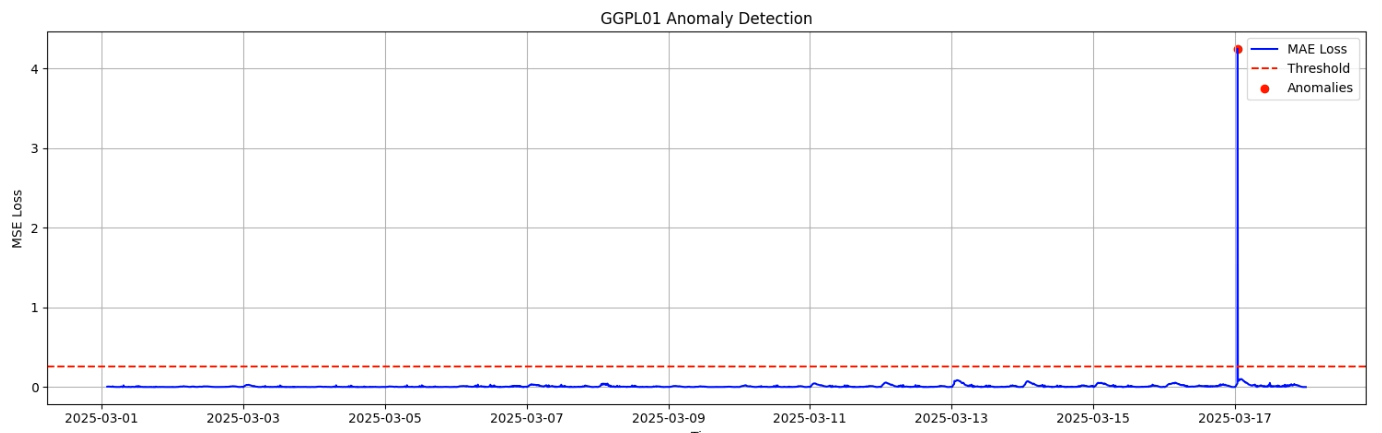 GGPL01 Anomaly Detection
MAE Loss
Threshold
Anomalies
MSE Loss
4
3
2
1
0
2025-03-01 2025-03-03 2025-03-05 2025-03-07 2025-03-09 2025-03-11 2025-03-13 2025-03-15 2025-03-17